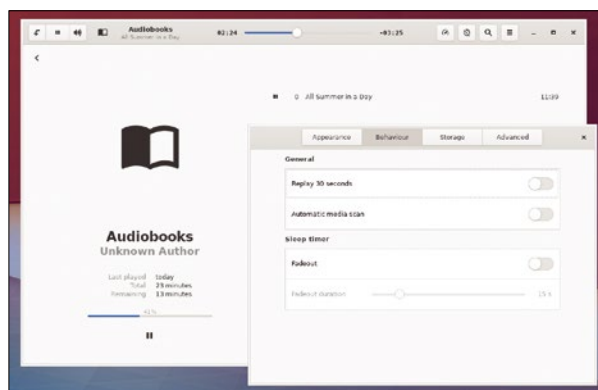 Audiobooks
All Summer in a Day
02:24
-03:25
0 All Summer in a Day
11:39
Appearance Behaviour Storage Advanced
General
Replay 30 seconds
Automatic media scan
Sleep timer
Fadeout
Fadeout duration 15 s
Audiobooks
Unknown Author
Last played today
Total 23 minutes
Remaining 13 minutes
41%